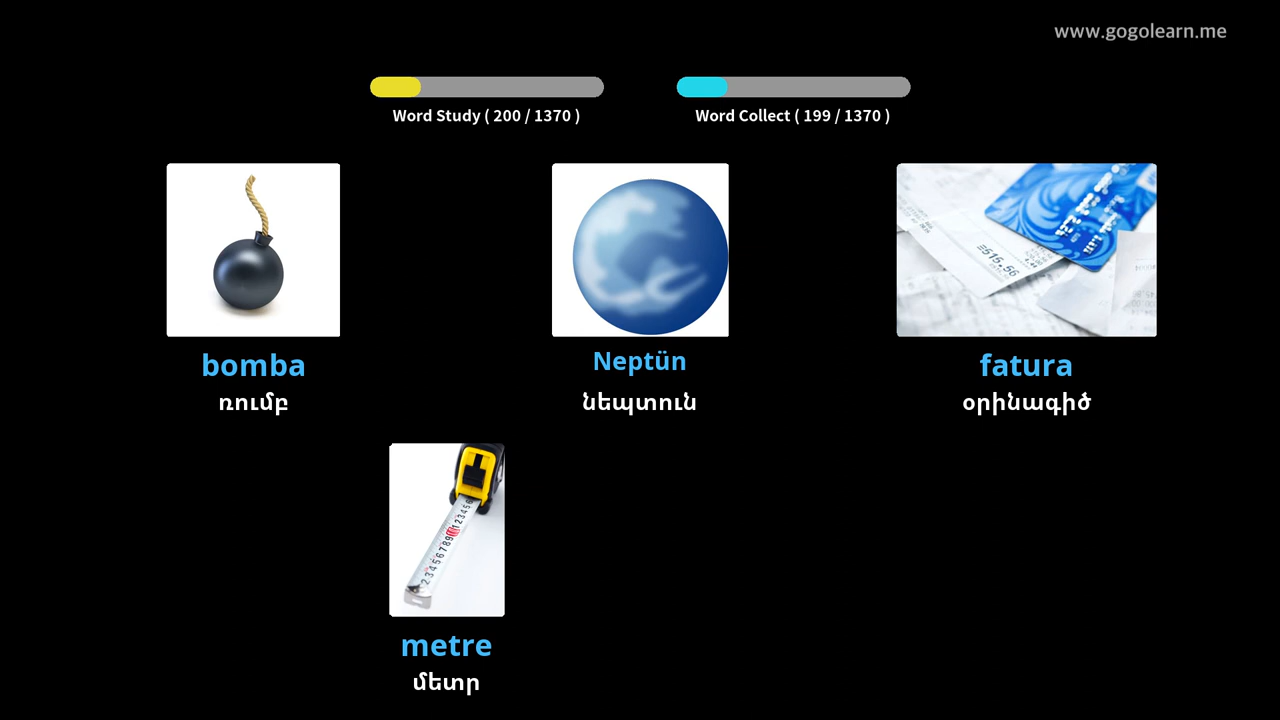 www.gogolearn.me
Word Study ( 200 / 1370 )
Word Collect ( 199 / 1370 )
bomba
ռումբ
Neptün
նեպտուն
fatura
օրինագիծ
metre
մետր